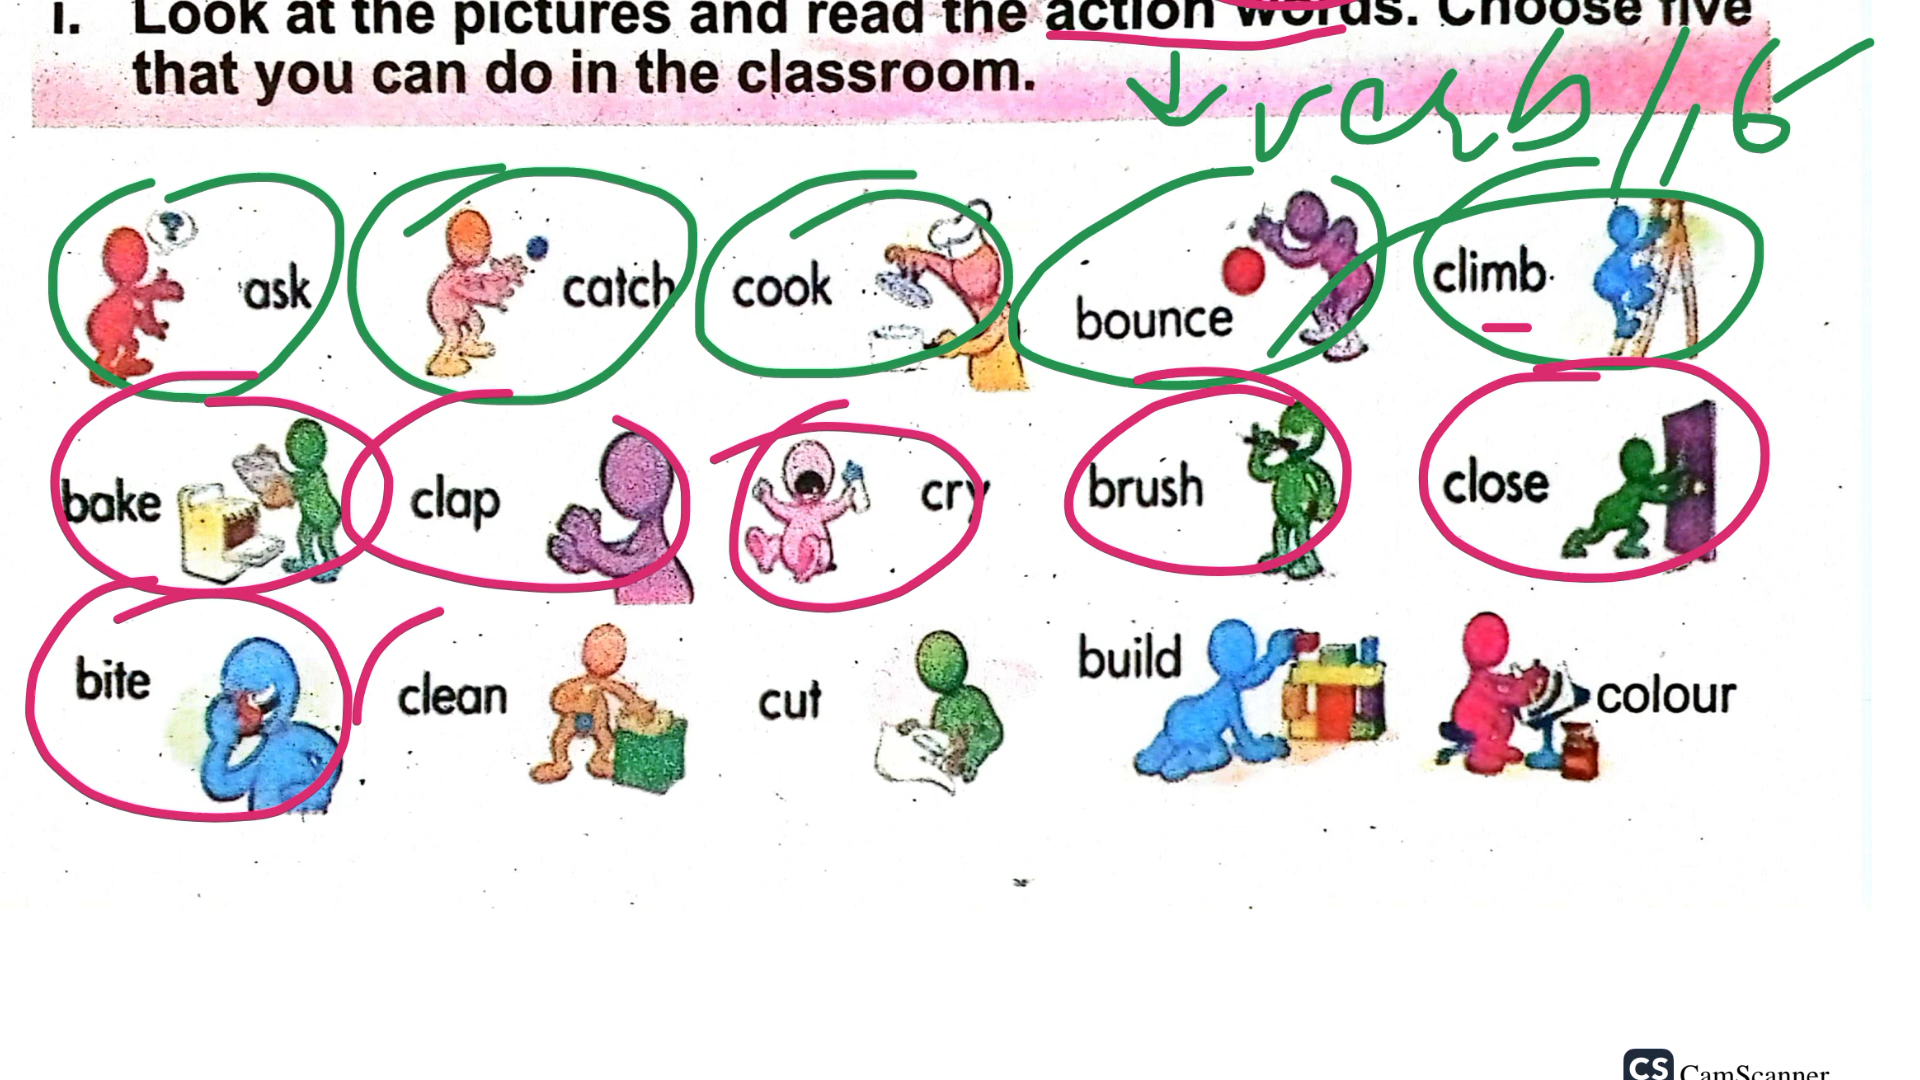 i. Look at the pictures and read the action words. Choose five
that you can do in the classroom.
verb
ask catch cook bounce climb
bake clap cry brush close
bite clean cut build colour
CS CamScanner